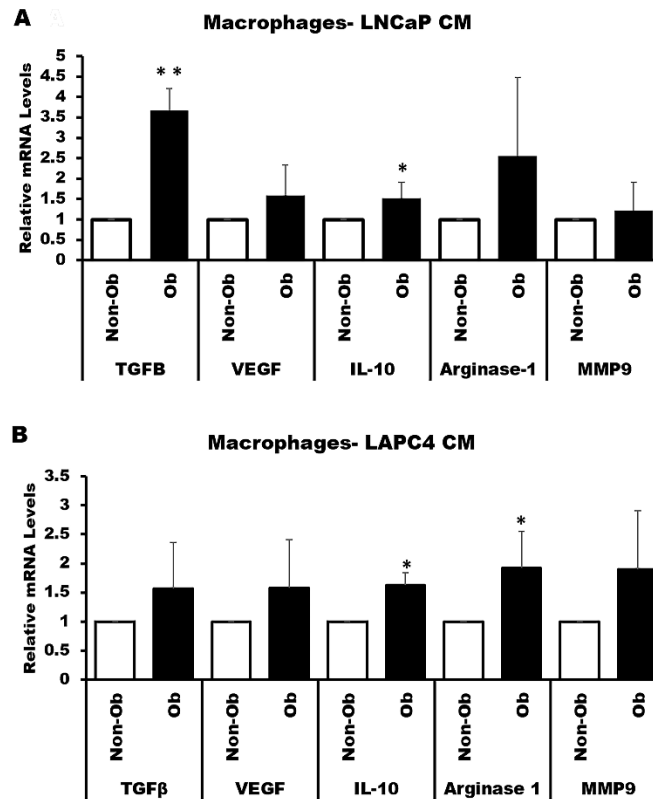 A
Macrophages- LNCaP CM
Relative mRNA Levels
5
4.5
4
3.5
3
2.5
2
1.5
1
0.5
0
* *
*
Non-Ob Ob Non-Ob Ob Non-Ob Ob Non-Ob Ob Non-Ob Ob
TGFB VEGF IL-10 Arginase-1 MMP9
B
Macrophages- LAPC4 CM
Relative mRNA Levels
3.5
3
2.5
2
1.5
1
0.5
0
*
*
Non-Ob Ob Non-Ob Ob Non-Ob Ob Non-Ob Ob Non-Ob Ob
TGFβ VEGF IL-10 Arginase 1 MMP9